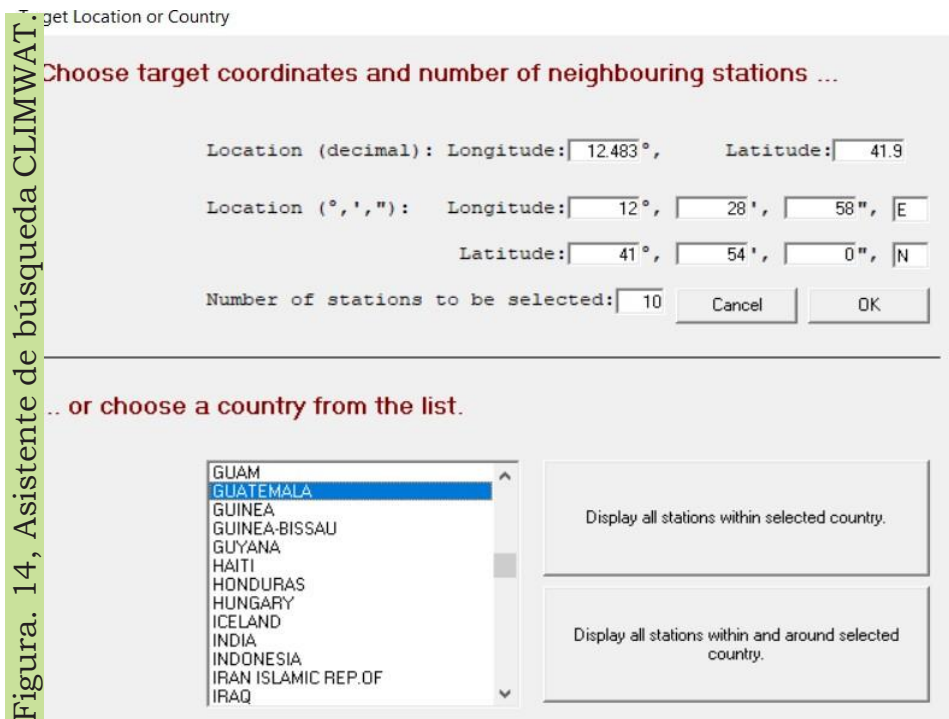 get Location or Country
Choose target coordinates and number of neighbouring stations ...
Location (decimal): Longitude: 12.483°, Latitude: 41.9
Location (°,',"): Longitude: 12°, 28', 58", E
Latitude: 41°, 54', 0", N
Number of stations to be selected: 10 Cancel OK
.. or choose a country from the list.
GUAM
GUATEMALA
GUINEA
GUINEA-BISSAU
GUYANA
HAITI
HONDURAS
HUNGARY
ICELAND
INDIA
INDONESIA
IRAN ISLAMIC REP.OF
IRAQ
Display all stations within selected country.
Display all stations within and around selected
country.
Figura. 14, Asistente de búsqueda CLIMWAT.